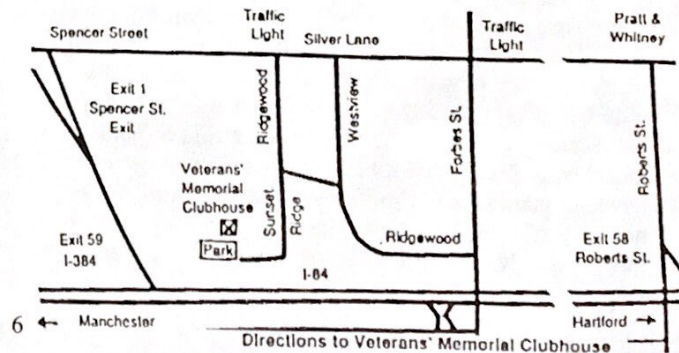 Spencer Street
Traffic
Light
Silver Lane
Traffic
Light
Pratt &
Whitney
Exit 1
Spencer St.
Exit
Ridgewood
Westview
Forbes St.
Roberts St.
Veterans'
Memorial
Clubhouse
Park
Sunset
Ridge
Ridgewood
Exit 59
I-384
I-84
Exit 58
Roberts St.
6
← Manchester
Hartford →
Directions to Veterans' Memorial Clubhouse